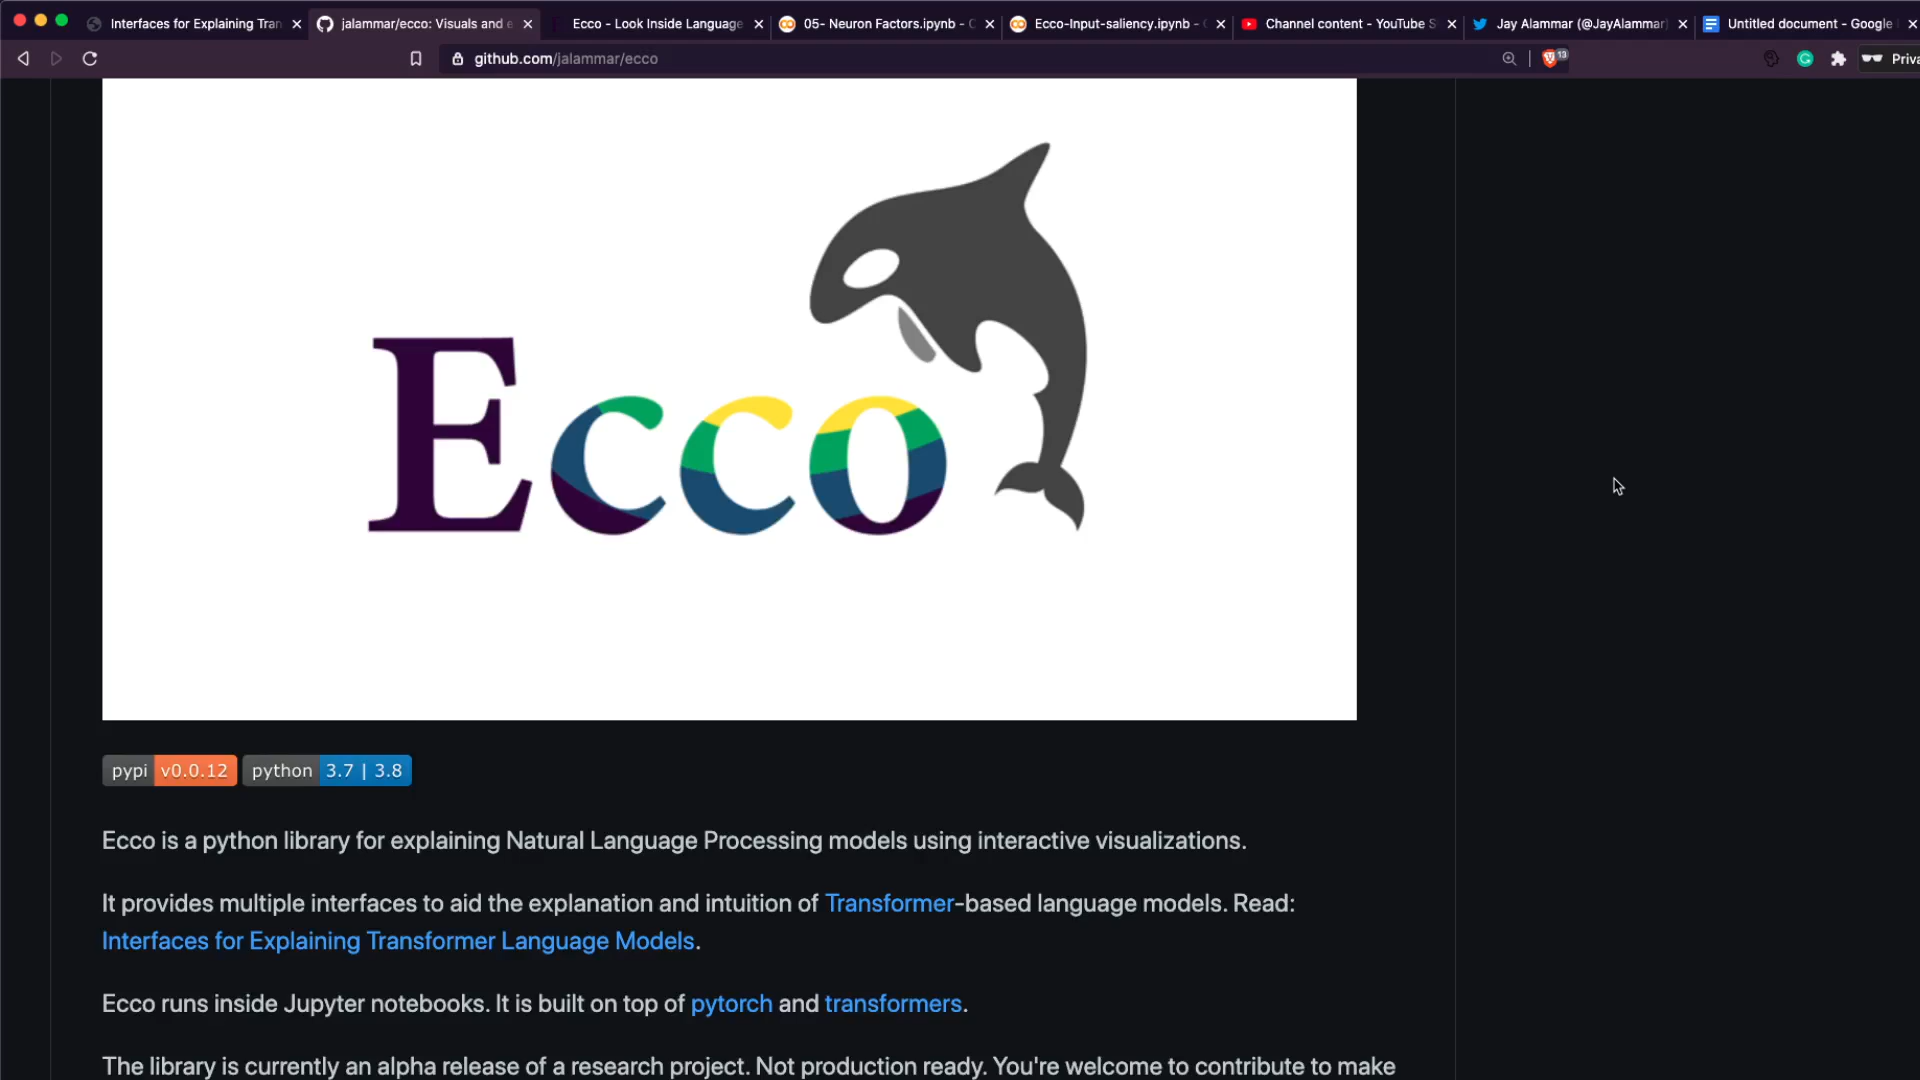 Interfaces for Explaining Tran
jalammar/ecco: Visuals and e
Ecco - Look Inside Language
05- Neuron Factors.ipynb - C
Ecco-Input-saliency.ipynb - C
Channel content - YouTube S
Jay Alammar (@JayAlammar
Untitled document - Google
github.com/jalammar/ecco
13
Priva
Ecco
pypi v0.0.12 python 3.7 | 3.8
Ecco is a python library for explaining Natural Language Processing models using interactive visualizations.
It provides multiple interfaces to aid the explanation and intuition of Transformer-based language models. Read:
Interfaces for Explaining Transformer Language Models.
Ecco runs inside Jupyter notebooks. It is built on top of pytorch and transformers.
The library is currently an alpha release of a research project. Not production ready. You're welcome to contribute to make